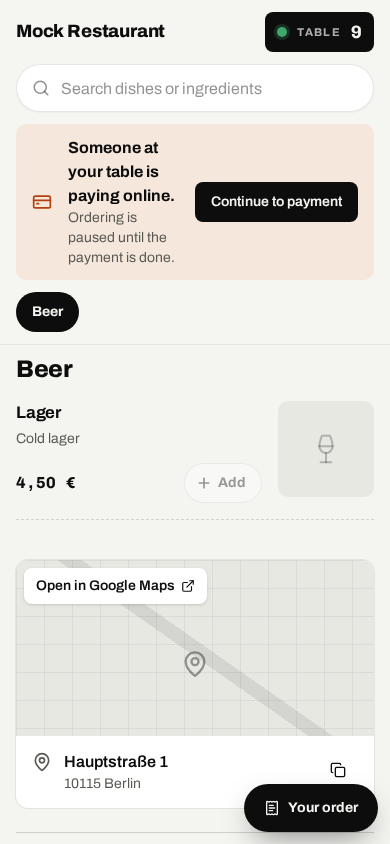 Mock Restaurant
TABLE 9
Search dishes or ingredients
Someone at
your table is
paying online.
Ordering is
paused until the
payment is done.
Continue to payment
Beer
Beer
Lager
Cold lager
4,50 €
Add
Open in Google Maps
Hauptstraße 1
10115 Berlin
Your order